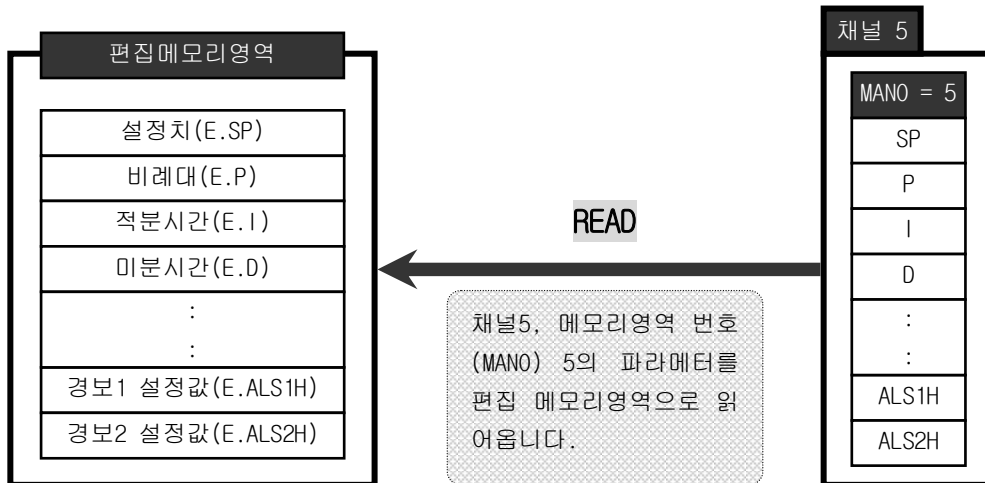 편집메모리영역
설정치(E.SP)
비례대(E.P)
적분시간(E.I)
미분시간(E.D)
:
:
경보1 설정값(E.ALS1H)
경보2 설정값(E.ALS2H)
READ
채널5, 메모리영역 번호
(MANO) 5의 파라메터를
편집 메모리영역으로 읽
어옵니다.
채널 5
MANO = 5
SP
P
I
D
:
:
ALS1H
ALS2H